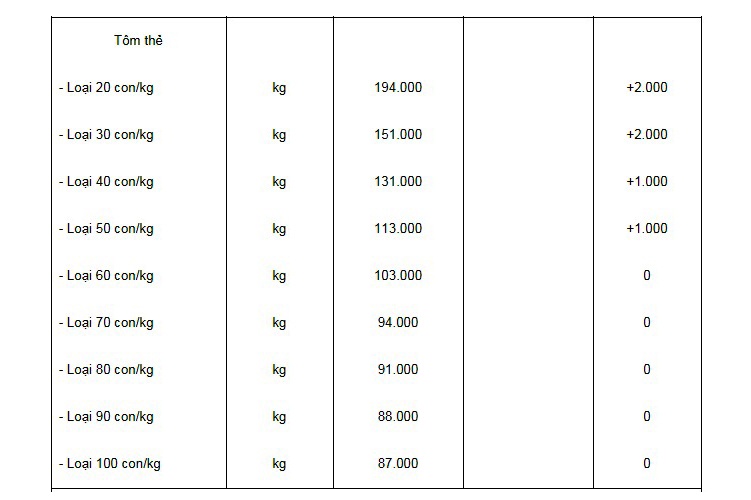 Tôm thẻ
- Loại 20 con/kg kg 194.000 +2.000
- Loại 30 con/kg kg 151.000 +2.000
- Loại 40 con/kg kg 131.000 +1.000
- Loại 50 con/kg kg 113.000 +1.000
- Loại 60 con/kg kg 103.000 0
- Loại 70 con/kg kg 94.000 0
- Loại 80 con/kg kg 91.000 0
- Loại 90 con/kg kg 88.000 0
- Loại 100 con/kg kg 87.000 0